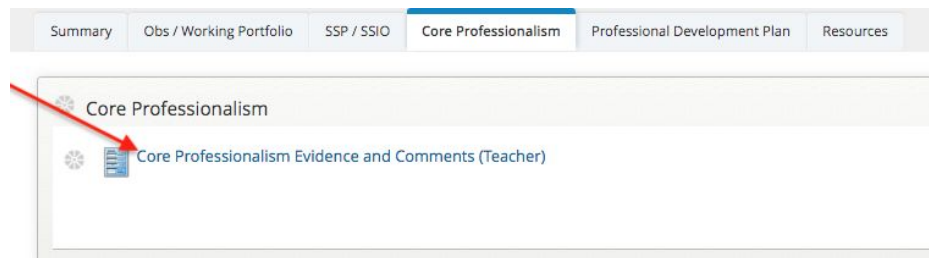 Summary Obs / Working Portfolio SSP / SSIO Core Professionalism Professional Development Plan Resources
Core Professionalism
Core Professionalism Evidence and Comments (Teacher)